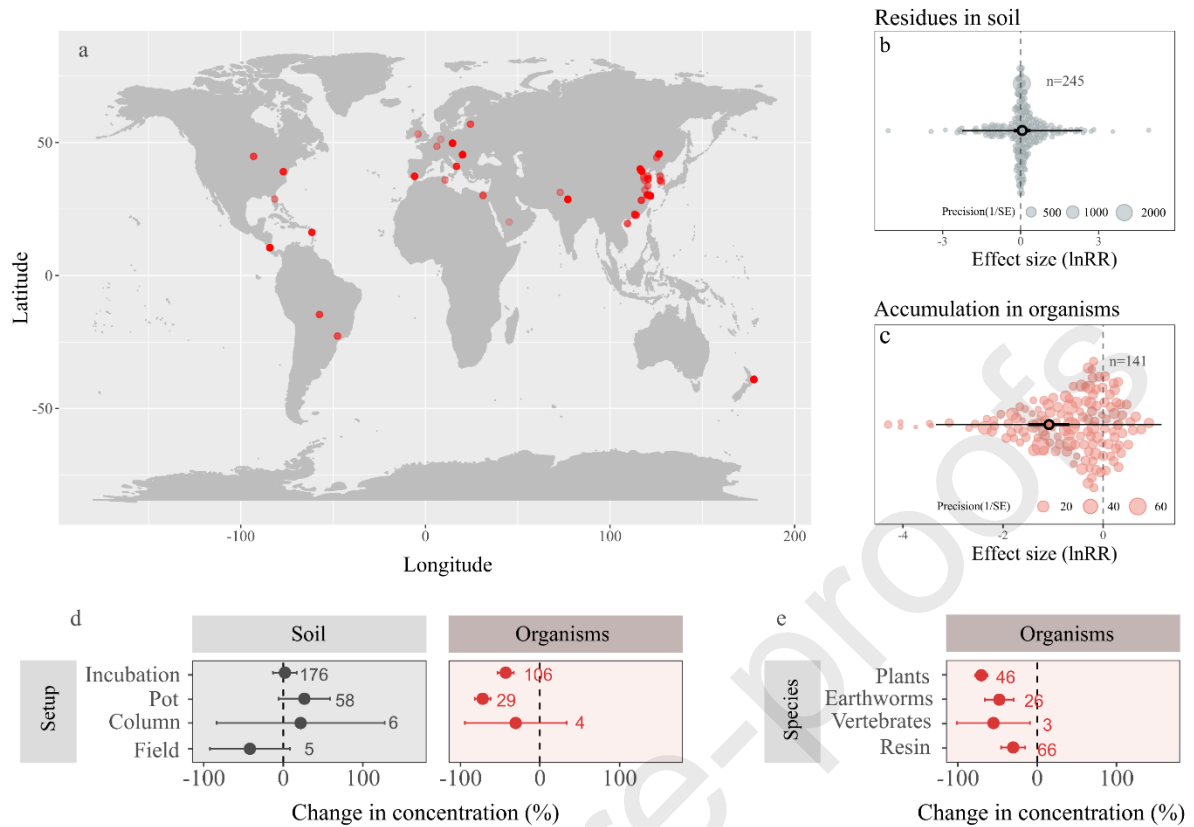 a
50
0
-50
Latitude
-100
0
100
200
Longitude
Residues in soil
b
n=245
Precision(1/SE) 500 1000 2000
-3
0
3
Effect size (lnRR)
Accumulation in organisms
c
n=141
Precision(1/SE) 20 40 60
-4
-2
0
Effect size (lnRR)
d
Soil
Organisms
Setup
Incubation 176 106
Pot 58 29
Column 6 4
Field 5
-100 0 100
-100 0 100
Change in concentration (%)
e
Organisms
Species
Plants 46
Earthworms 26
Vertebrates 3
Resin 66
-100 0 100
Change in concentration (%)
re-proofs